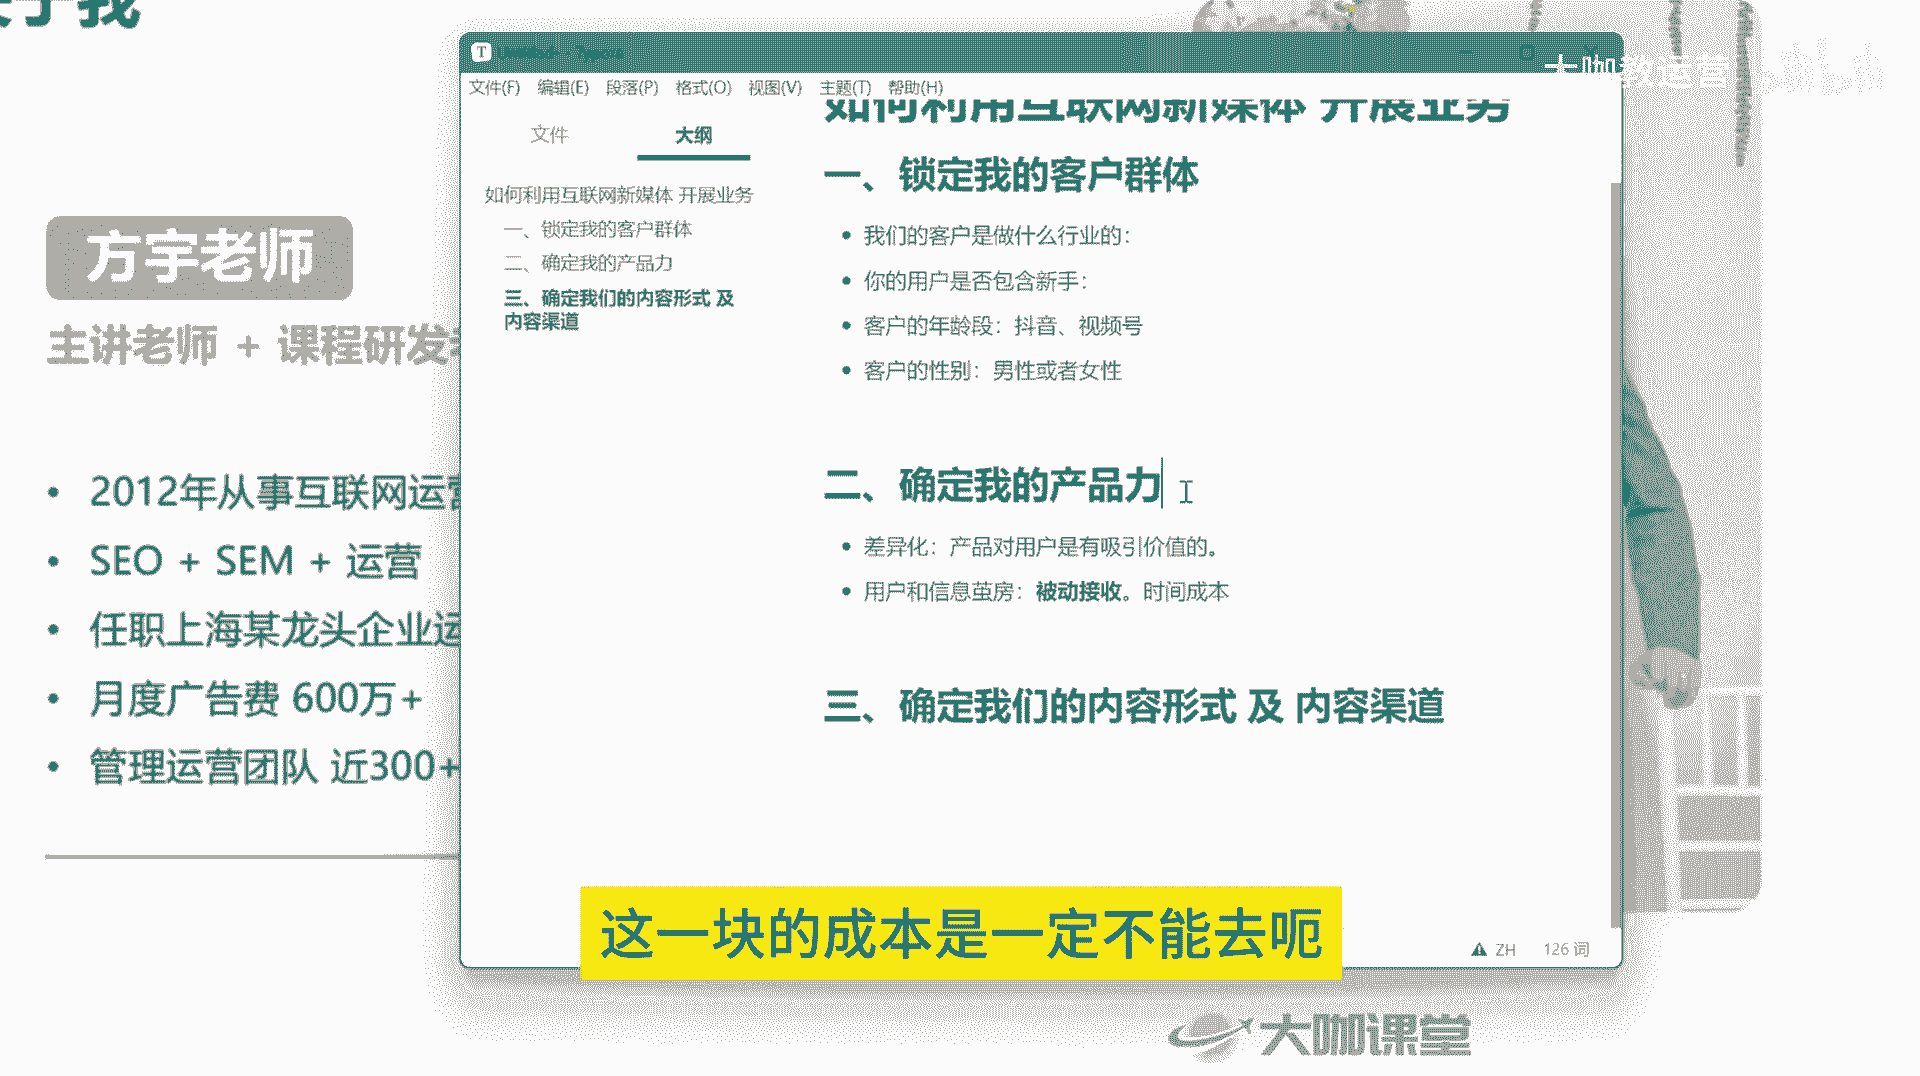 于我
方宇老师
主讲老师 + 课程研发
2012年从事互联网运营
SEO + SEM + 运营
任职上海某龙头企业运
月度广告费 600万+
管理运营团队 近300+
T
文件(F) 编辑(E) 段落(P) 格式(O) 视图(V) 主题(T) 帮助(H)
文件 大纲
如何利用互联网新媒体 开展业务
一、锁定我的客户群体
二、确定我的产品力
三、确定我们的内容形式 及
内容渠道
如何利用互联网新媒体 开展业务
一、锁定我的客户群体
我们的客户是做什么行业的：
你的用户是否包含新手：
客户的年龄段：抖音、视频号
客户的性别：男性或者女性
二、确定我的产品力
差异化：产品对用户是有吸引价值的。
用户和信息茧房：被动接收。时间成本
三、确定我们的内容形式 及 内容渠道
ZH 126 词
大咖教运营
这一块的成本是一定不能去呃
大咖课堂